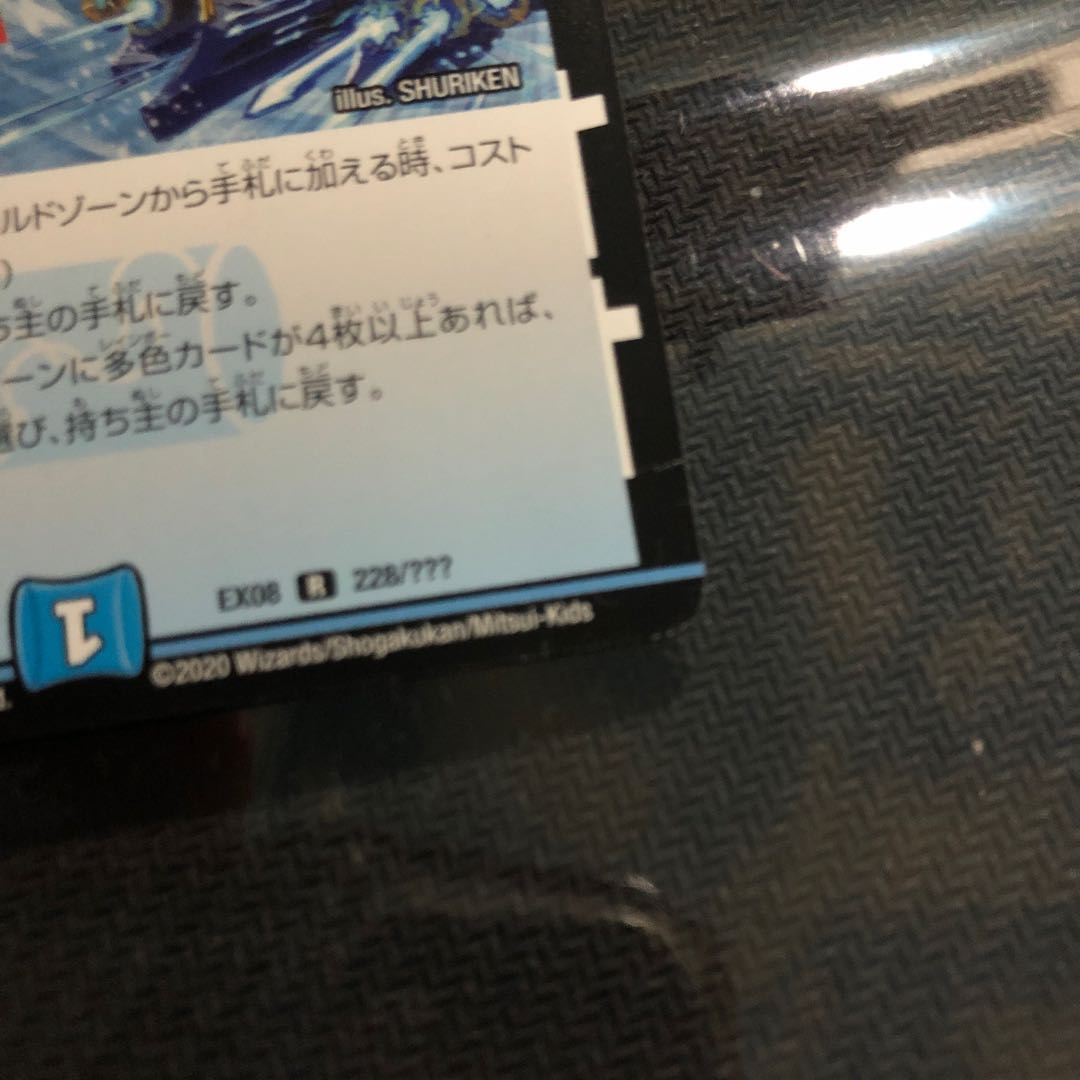 illus. SHURIKEN
ルドゾーンから手札に加える時、コスト
)
ち主の手札に戻す。
ーンに多色カードが4枚以上あれば、
選び、持ち主の手札に戻す。
EX08 R 228/???
1
©2020 Wizards/Shogakukan/Mitsui-Kids